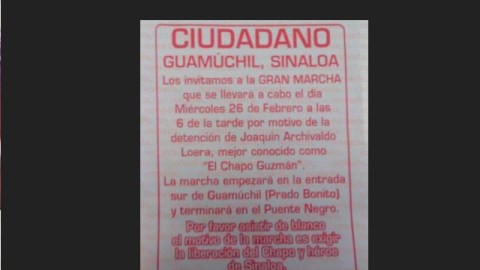 CIUDADANO
GUAMÚCHIL, SINALOA
Los invitamos a la GRAN MARCHA
que se llevará a cabo el día
Miércoles 26 de Febrero a las
6 de la tarde por motivo de la
detención de Joaquín Archivaldo
Loera, mejor conocido como
"El Chapo Guzmán".
La marcha empezará en la entrada
sur de Guamúchil (Prado Bonito)
y terminará en el Puente Negro.
Por favor asistir de blanco
el motivo de la marcha es exigir
la liberación del Chapo y héroe
de Sinaloa.